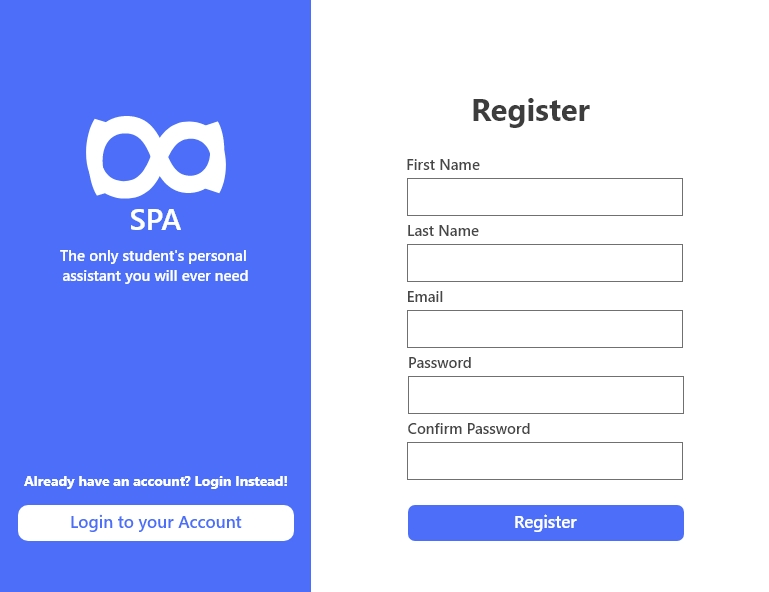 SPA
The only student's personal
assistant you will ever need
Already have an account? Login Instead!
Login to your Account
Register
First Name
Last Name
Email
Password
Confirm Password
Register